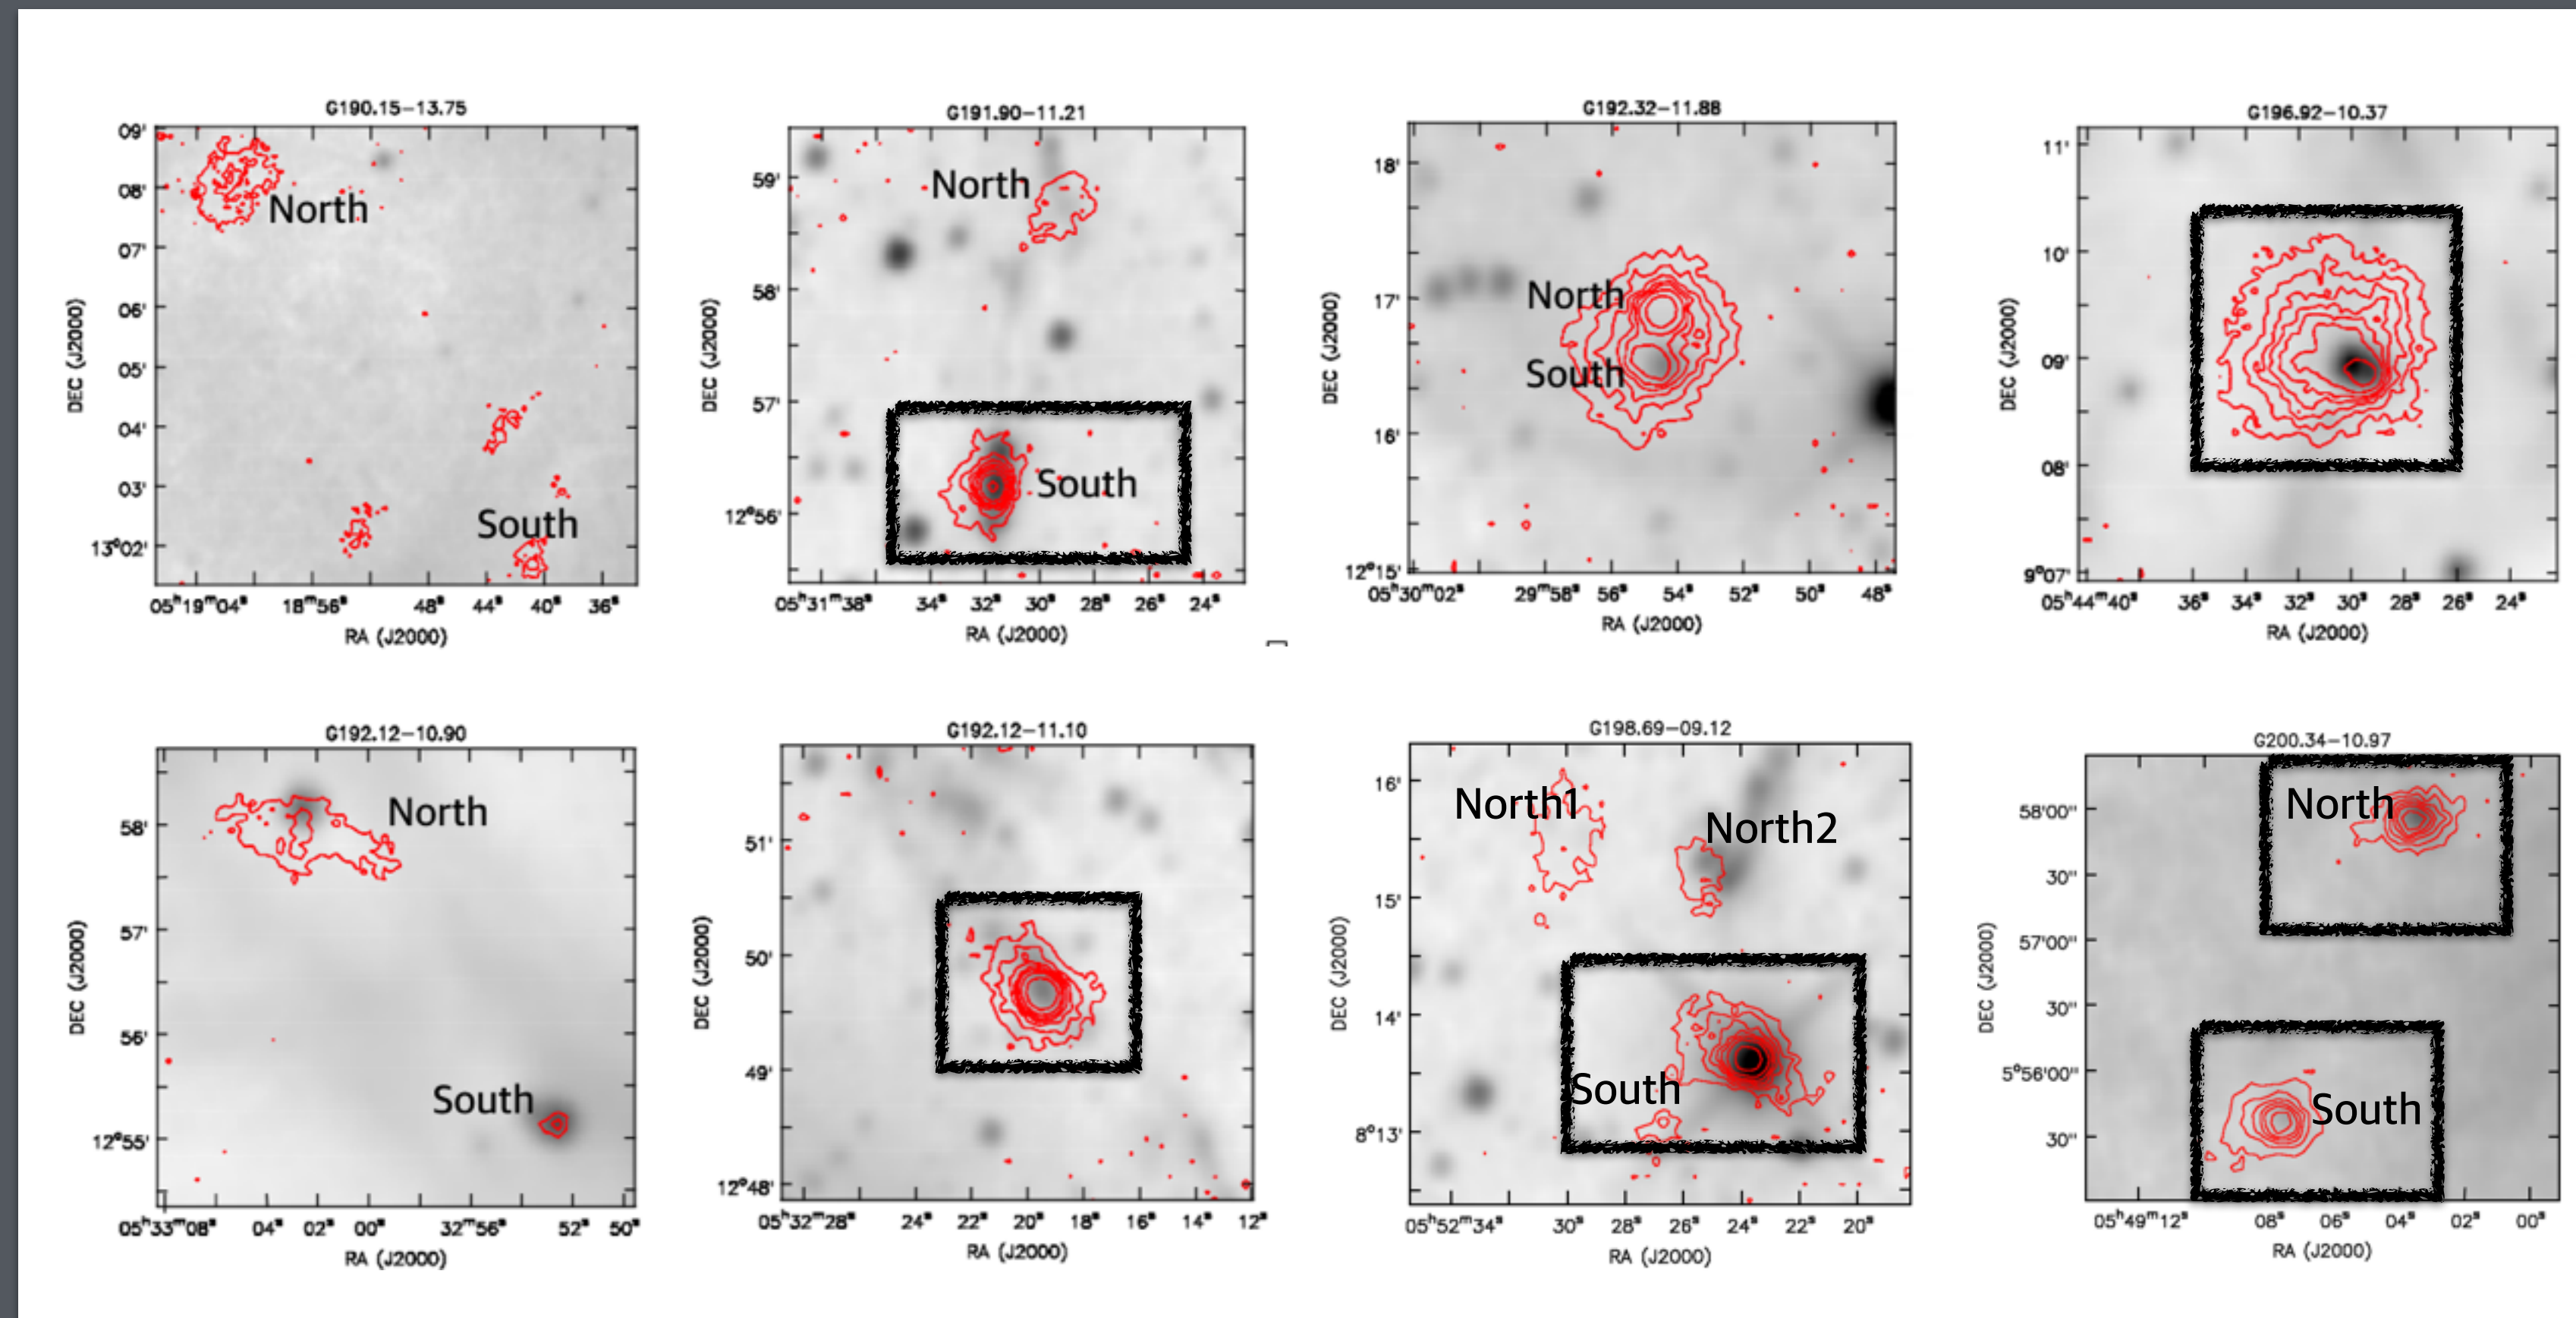 G190.15−13.75
09'
08'
07'
06'
05'
04'
03'
13°02'
DEC (J2000)
North
South
05ʰ19ᵐ04ˢ 18ᵐ56ˢ 48ˢ 44ˢ 40ˢ 36ˢ
RA (J2000)
G191.90−11.21
59'
58'
57'
12°56'
DEC (J2000)
North
South
05ʰ31ᵐ38ˢ 34ˢ 32ˢ 30ˢ 28ˢ 26ˢ 24ˢ
RA (J2000)
G192.32−11.88
18'
17'
16'
12°15'
DEC (J2000)
North
South
05ʰ30ᵐ02ˢ 29ᵐ58ˢ 56ˢ 54ˢ 52ˢ 50ˢ 48ˢ
RA (J2000)
G196.92−10.37
11'
10'
09'
08'
9°07'
DEC (J2000)
05ʰ44ᵐ40ˢ 36ˢ 34ˢ 32ˢ 30ˢ 28ˢ 26ˢ 24ˢ
RA (J2000)
G192.12−10.90
58'
57'
56'
12°55'
DEC (J2000)
North
South
05ʰ33ᵐ08ˢ 04ˢ 02ˢ 00ˢ 32ᵐ56ˢ 52ˢ 50ˢ
RA (J2000)
G192.12−11.10
51'
50'
49'
12°48'
DEC (J2000)
05ʰ32ᵐ28ˢ 24ˢ 22ˢ 20ˢ 18ˢ 16ˢ 14ˢ 12ˢ
RA (J2000)
G198.69−09.12
16'
15'
14'
8°13'
DEC (J2000)
North1
North2
South
05ʰ52ᵐ34ˢ 30ˢ 28ˢ 26ˢ 24ˢ 22ˢ 20ˢ
RA (J2000)
G200.34−10.97
58'00"
30"
57'00"
30"
5°56'00"
30"
DEC (J2000)
North
South
05ʰ49ᵐ12ˢ 08ˢ 06ˢ 04ˢ 02ˢ 00ˢ
RA (J2000)